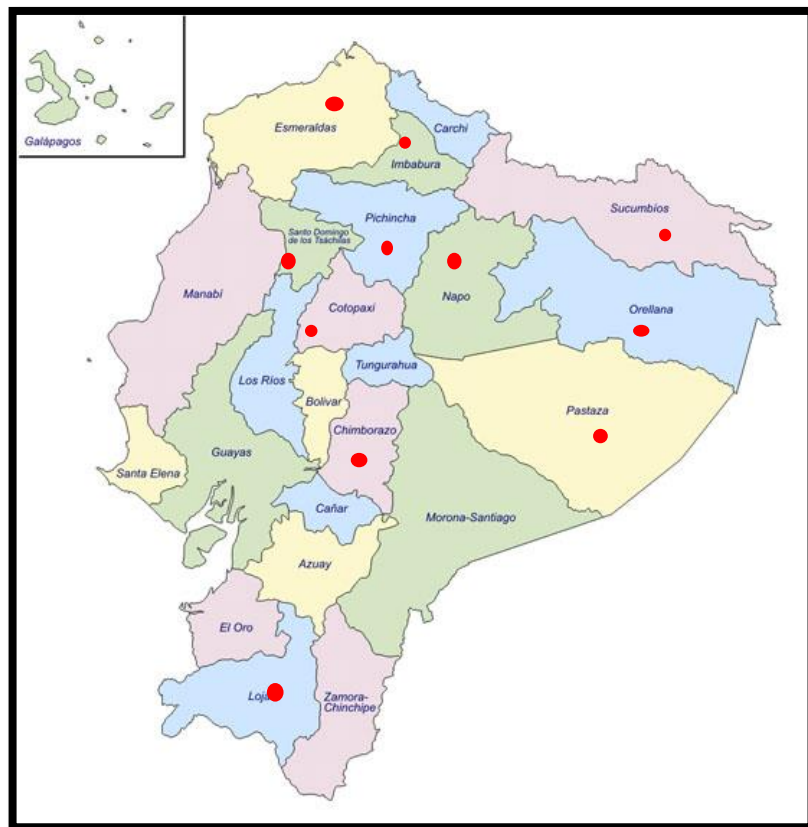 Galápagos
Esmeraldas
Carchi
Imbabura
Sucumbíos
Pichincha
Santo Domingo
de los Tsáchilas
Manabí
Cotopaxi
Napo
Orellana
Tungurahua
Los Ríos
Bolívar
Pastaza
Chimborazo
Guayas
Santa Elena
Cañar
Morona-Santiago
Azuay
El Oro
Loja
Zamora-
Chinchipe